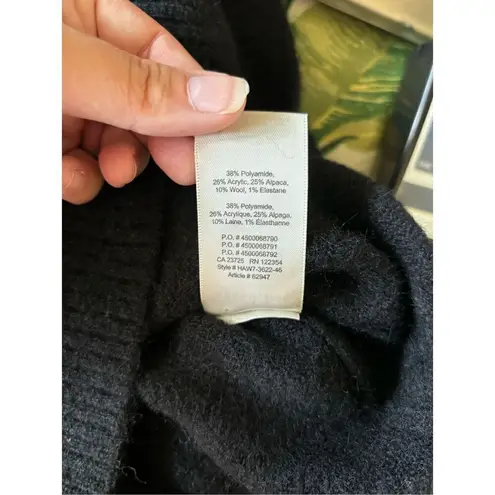 38% Polyamide,
26% Acrylic, 25% Alpaca,
10% Wool, 1% Elastane
38% Polyamide,
26% Acrylique, 25% Alpaga,
10% Laine, 1% Élasthanne
P.O. # 4500068790
P.O. # 4500068791
P.O. # 4500068792
CA 23725 RN 122354
Style # HAW7-3622-46
Article # 62947